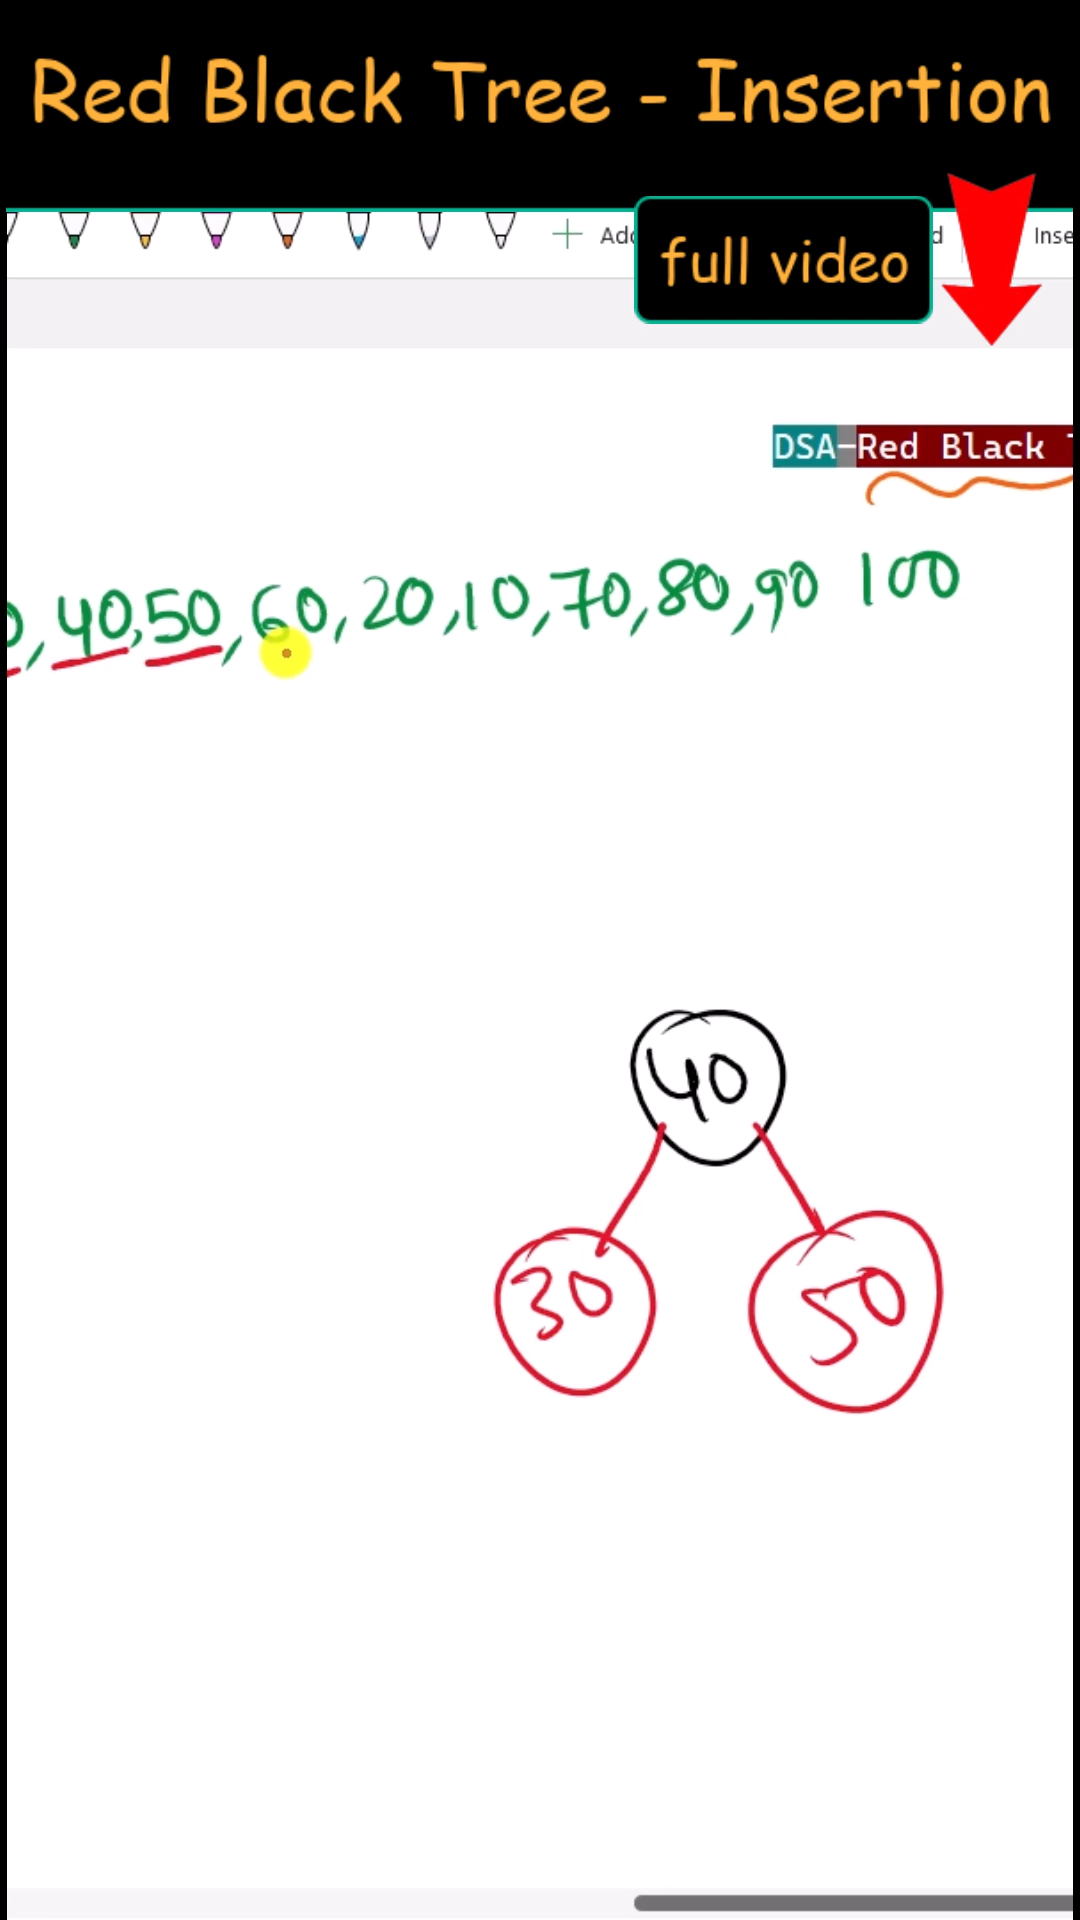 Red Black Tree - Insertion
full video
Inse
DSA-Red Black
0, 40, 50, 60, 20, 10, 70, 80, 90 100
40
30 50